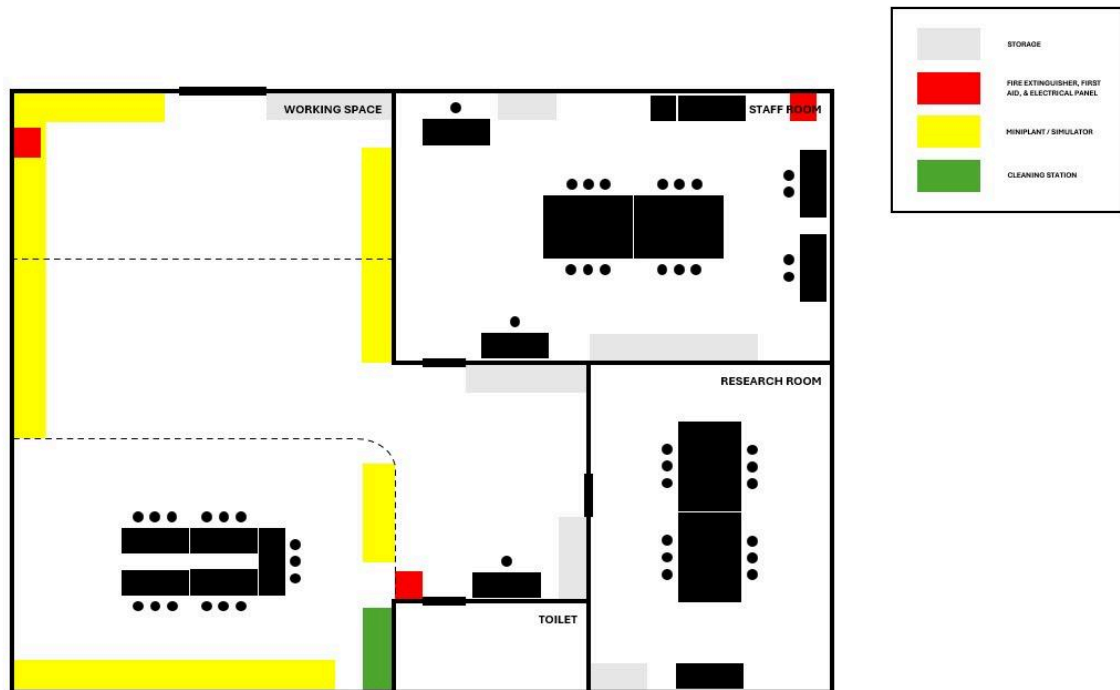 STORAGE
FIRE EXTINGUISHER, FIRST
AID, & ELECTRICAL PANEL
MINIPLANT / SIMULATOR
CLEANING STATION
WORKING SPACE
STAFF ROOM
RESEARCH ROOM
TOILET